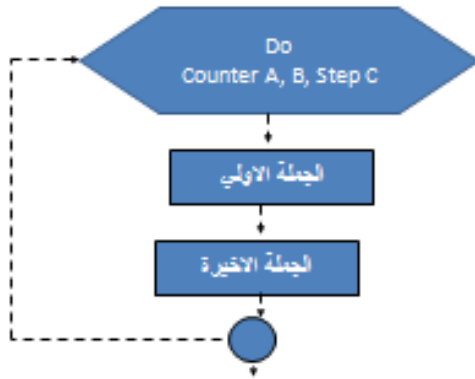 Do
Counter A, B, Step C
الجملة الاولي
الجملة الاخيرة